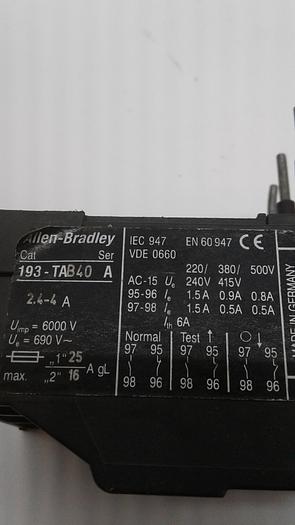 Allen-Bradley
Cat Ser
193-TAB40 A
2.4-4 A
Uimp = 6000 V
Ue = 690 V~
"1" 25 A gL
max. "2" 16
IEC 947 EN 60 947 CE
VDE 0660
220/ 380/ 500V
AC-15 Ue 240V 415V
95-96 Ie 1.5A 0.9A 0.8A
97-98 Ie 1.5A 0.5A 0.5A
Ith 6A
Normal Test
97 95 97 95 97 95
98 96 98 96 98 96
MADE IN GERMANY